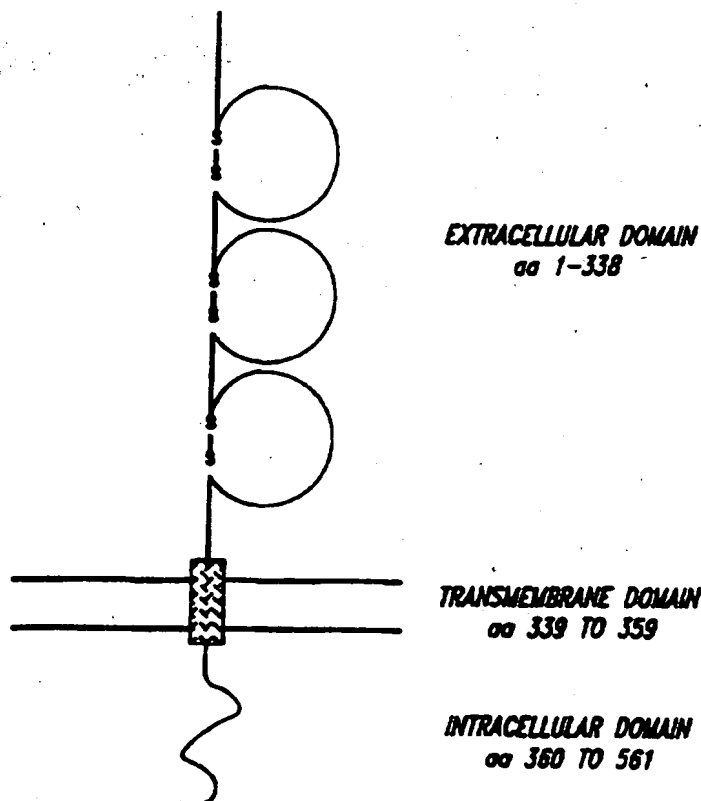 S
S
S
S
S
S
EXTRACELLULAR DOMAIN
aa 1-338
TRANSMEMBRANE DOMAIN
aa 339 TO 359
INTRACELLULAR DOMAIN
aa 360 TO 561